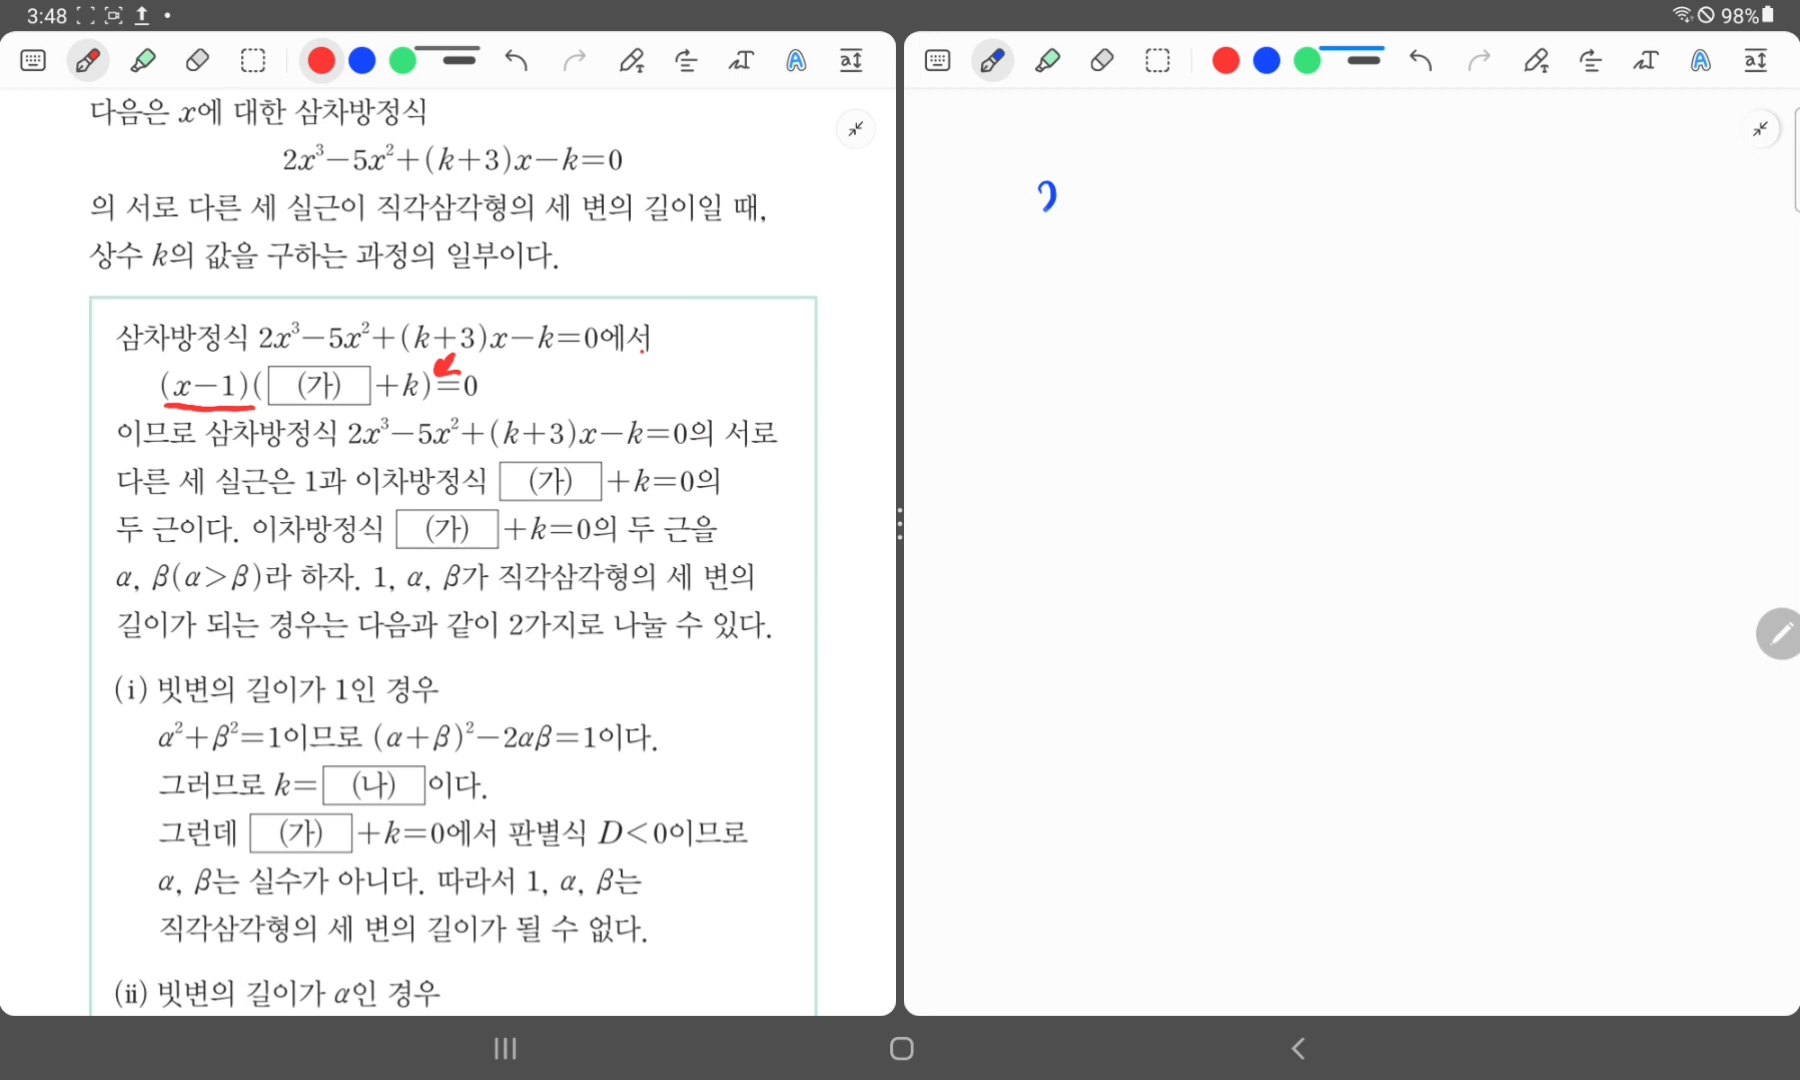 3:48
98%
다음은 x에 대한 삼차방정식
2x³−5x²+(k+3)x−k=0
의 서로 다른 세 실근이 직각삼각형의 세 변의 길이일 때,
상수 k의 값을 구하는 과정의 일부이다.
삼차방정식 2x³−5x²+(k+3)x−k=0에서
(x−1)( (가) +k)=0
이므로 삼차방정식 2x³−5x²+(k+3)x−k=0의 서로
다른 세 실근은 1과 이차방정식 (가) +k=0의
두 근이다. 이차방정식 (가) +k=0의 두 근을
α, β(α>β)라 하자. 1, α, β가 직각삼각형의 세 변의
길이가 되는 경우는 다음과 같이 2가지로 나눌 수 있다.
(ⅰ) 빗변의 길이가 1인 경우
α²+β²=1이므로 (α+β)²−2αβ=1이다.
그러므로 k= (나) 이다.
그런데 (가) +k=0에서 판별식 D<0이므로
α, β는 실수가 아니다. 따라서 1, α, β는
직각삼각형의 세 변의 길이가 될 수 없다.
(ⅱ) 빗변의 길이가 α인 경우